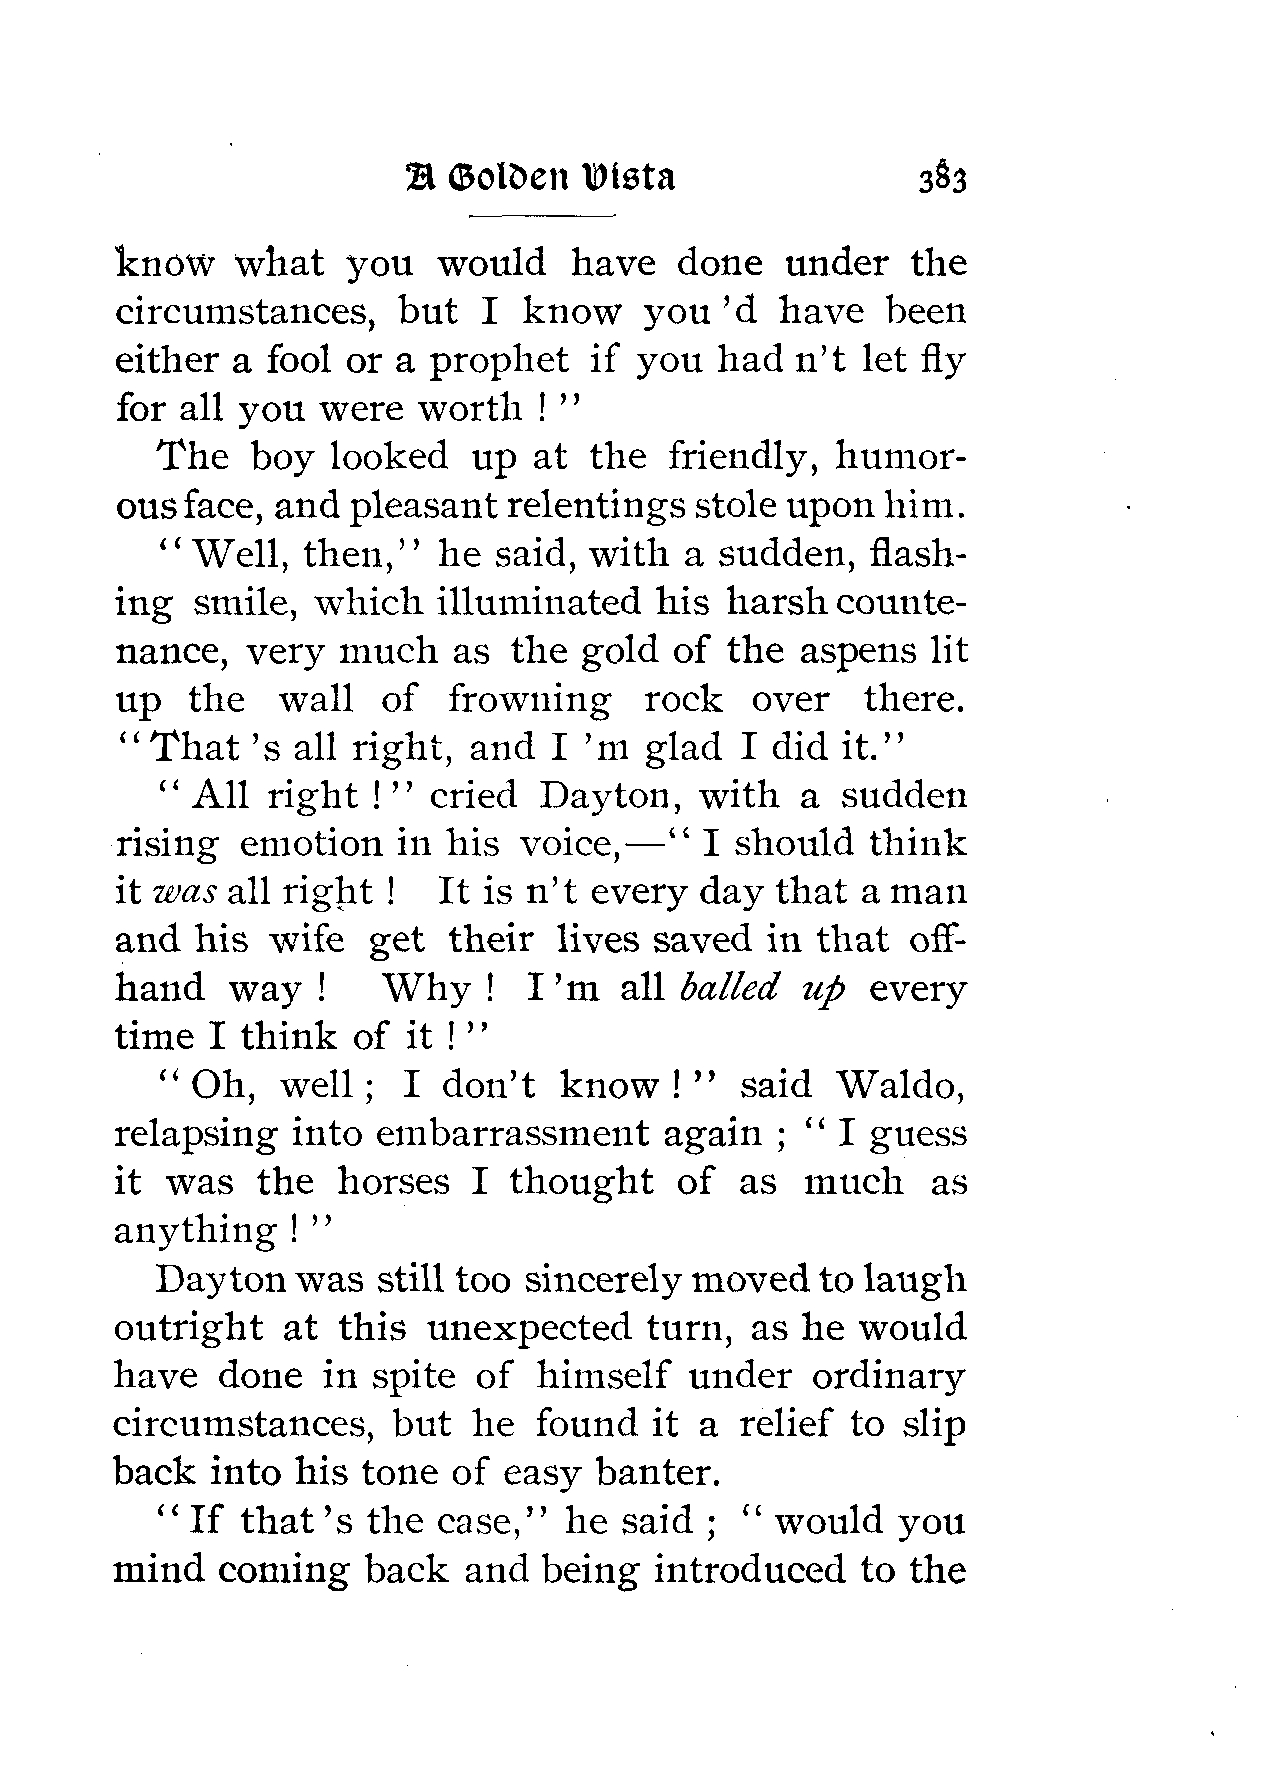 A Golden Vista 383
know what you would have done under the
circumstances, but I know you 'd have been
either a fool or a prophet if you had n't let fly
for all you were worth ! "
The boy looked up at the friendly, humor-
ous face, and pleasant relentings stole upon him.
" Well, then," he said, with a sudden, flash-
ing smile, which illuminated his harsh counte-
nance, very much as the gold of the aspens lit
up the wall of frowning rock over there.
" That 's all right, and I 'm glad I did it."
" All right ! " cried Dayton, with a sudden
rising emotion in his voice,—" I should think
it was all right ! It is n't every day that a man
and his wife get their lives saved in that off-
hand way ! Why ! I 'm all balled up every
time I think of it ! "
" Oh, well ; I don't know ! " said Waldo,
relapsing into embarrassment again ; " I guess
it was the horses I thought of as much as
anything ! "
Dayton was still too sincerely moved to laugh
outright at this unexpected turn, as he would
have done in spite of himself under ordinary
circumstances, but he found it a relief to slip
back into his tone of easy banter.
" If that 's the case," he said ; " would you
mind coming back and being introduced to the